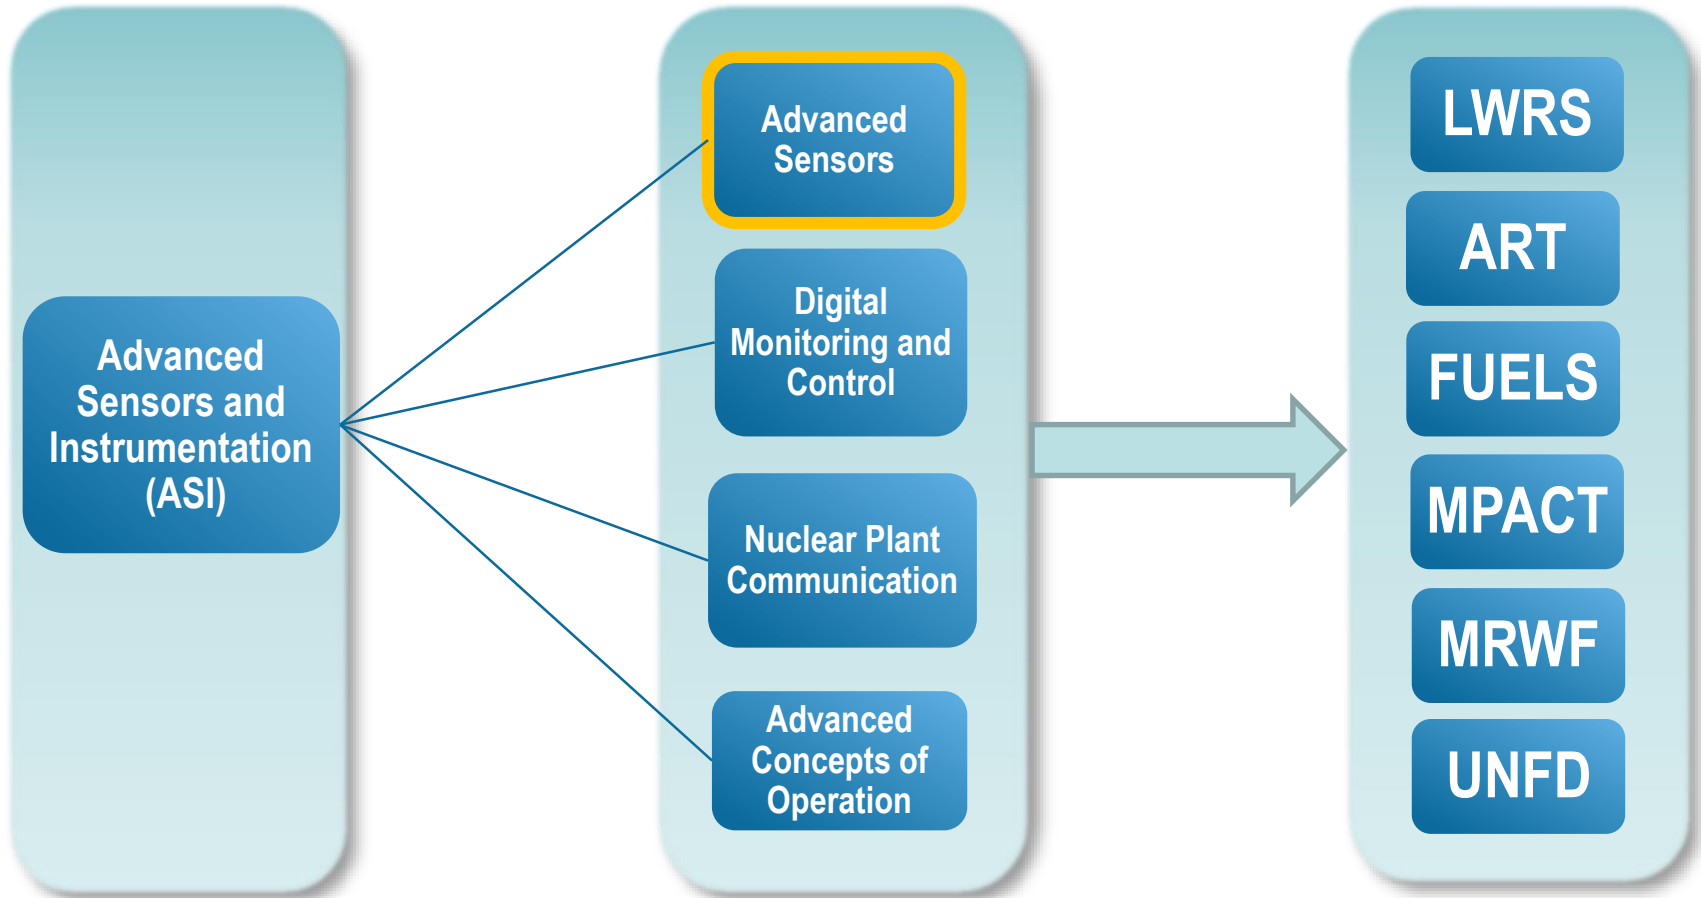 Advanced
Sensors and
Instrumentation
(ASI)
Advanced
Sensors
Digital
Monitoring and
Control
Nuclear Plant
Communication
Advanced
Concepts of
Operation
LWRS
ART
FUELS
MPACT
MRWF
UNFD